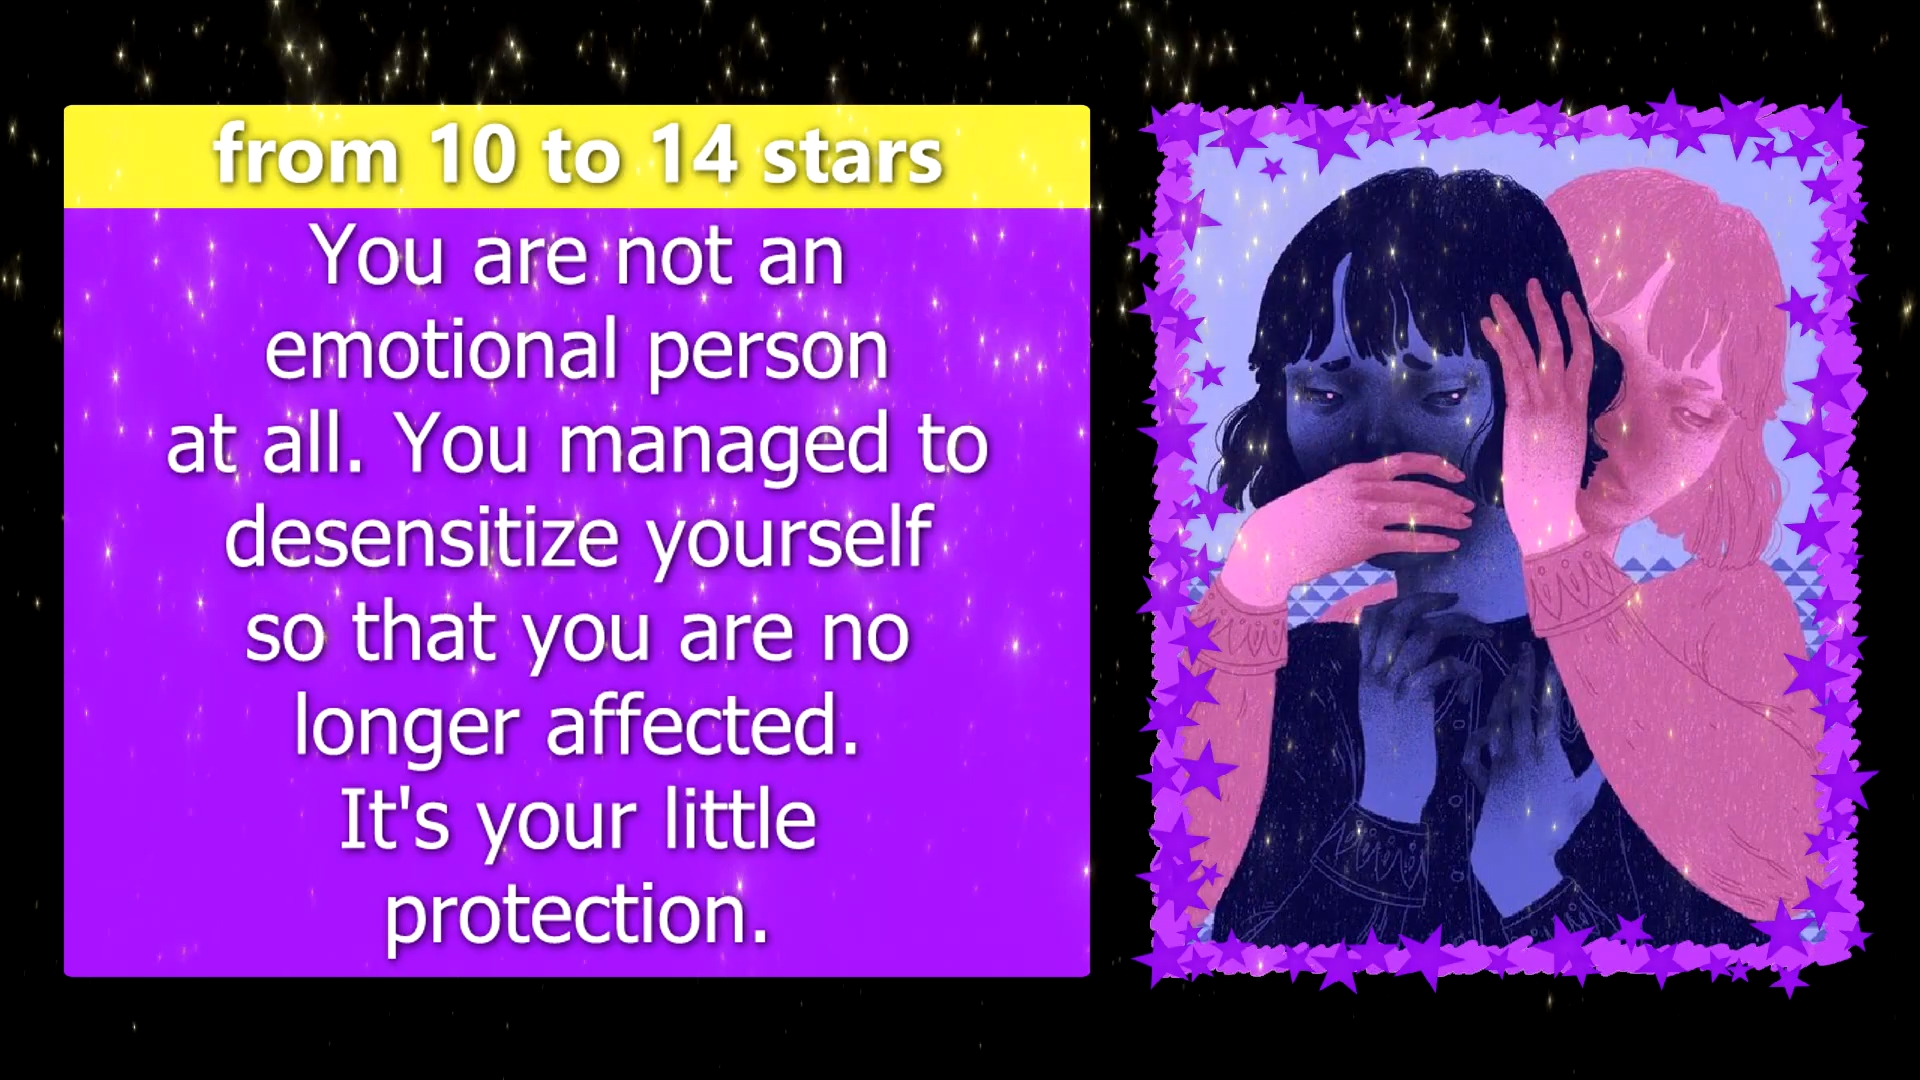 from 10 to 14 stars
You are not an
emotional person
at all. You managed to
desensitize yourself
so that you are no
longer affected.
It's your little
protection.